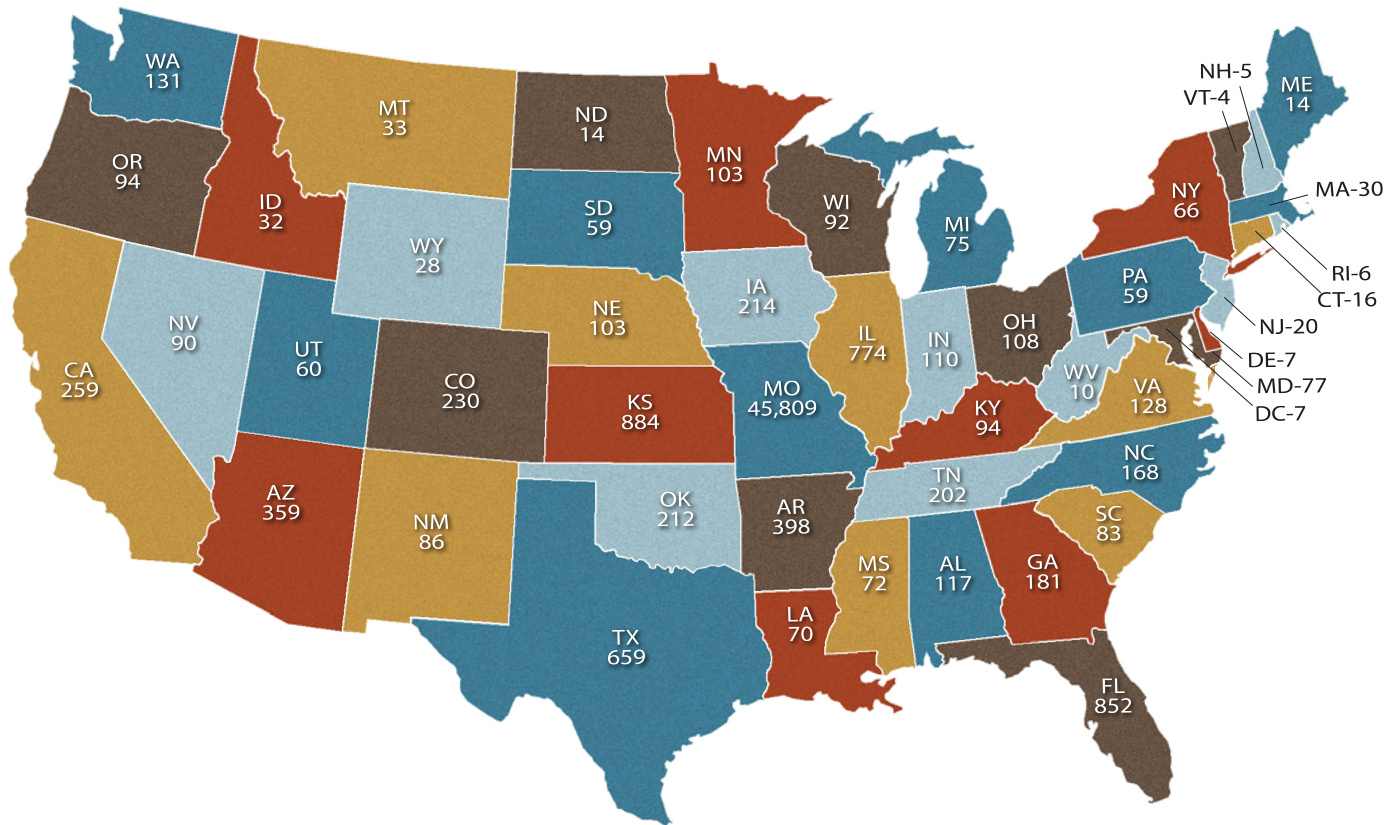 WA
131
OR
94
CA
259
NV
90
ID
32
MT
33
WY
28
UT
60
AZ
359
CO
230
NM
86
ND
14
SD
59
NE
103
KS
884
OK
212
TX
659
MN
103
IA
214
MO
45,809
AR
398
LA
70
WI
92
IL
774
MI
75
IN
110
OH
108
KY
94
TN
202
MS
72
AL
117
GA
181
FL
852
SC
83
NC
168
VA
128
WV
10
PA
59
NY
66
VT-4
NH-5
ME
14
MA-30
RI-6
CT-16
NJ-20
DE-7
MD-77
DC-7